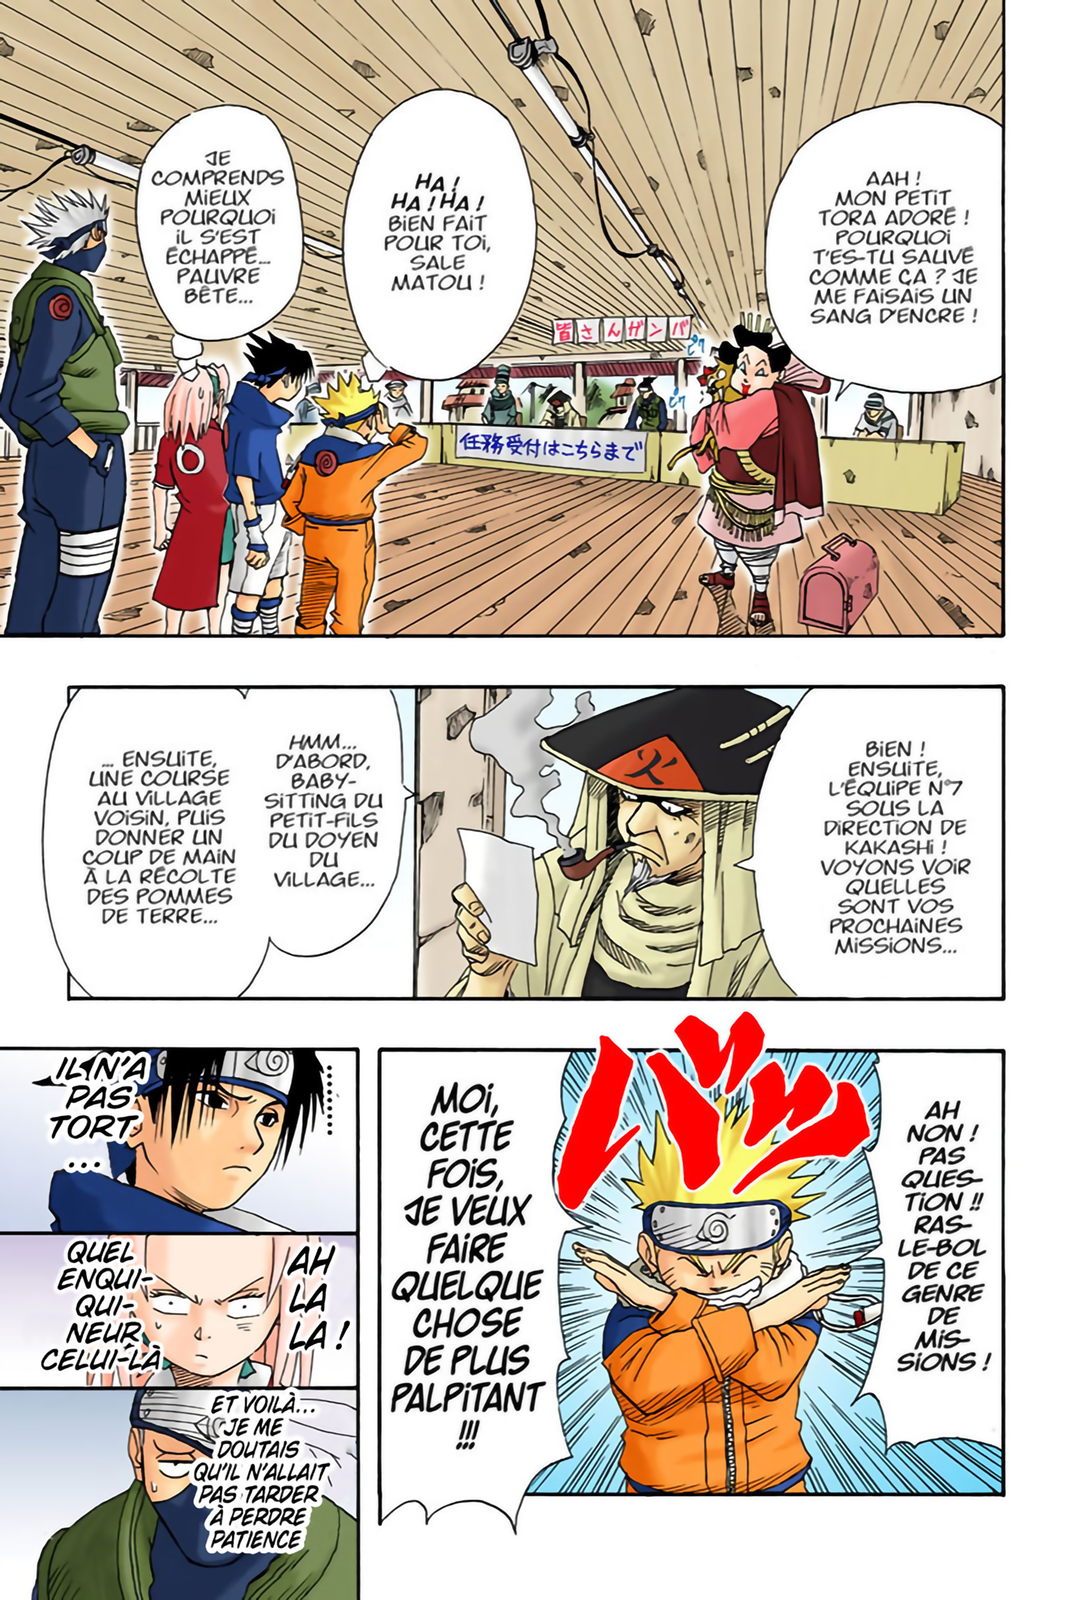 AAH !
MON PETIT
TORA ADORÉ !
POURQUOI
T'ES-TU SAUVÉ
COMME ÇA ? JE
ME FAISAIS UN
SANG D'ENCRE !
HA !
HA ! HA !
BIEN FAIT
POUR TOI,
SALE
MATOU !
JE
COMPRENDS
MIEUX
POURQUOI
IL S'EST
ÉCHAPPÉ...
PAUVRE
BÊTE...
皆さんガンバ
任務受付はこちらまで
BIEN !
ENSUITE,
L'ÉQUIPE N°7
SOUS LA
DIRECTION DE
KAKASHI !
VOYONS VOIR
QUELLES
SONT VOS
PROCHAINES
MISSIONS...
火
HMM...
D'ABORD,
BABY-
SITTING DU
PETIT-FILS
DU DOYEN
DU
VILLAGE...
... ENSUITE,
UNE COURSE
AU VILLAGE
VOISIN, PUIS
DONNER UN
COUP DE MAIN
À LA RÉCOLTE
DES POMMES
DE TERRE...
AH
NON !
PAS
QUES-
TION !!
RAS-
LE-BOL
DE CE
GENRE
DE
MIS-
SIONS !
バッ
MOI,
CETTE
FOIS,
JE VEUX
FAIRE
QUELQUE
CHOSE
DE PLUS
PALPITANT
!!!
IL N'A
PAS
TORT
...
AH
LA
LA !
QUEL
ENQUI-
QUI-
NEUR,
CELUI-LÀ
ET VOILÀ...
JE ME
DOUTAIS
QU'IL N'ALLAIT
PAS TARDER
À PERDRE
PATIENCE